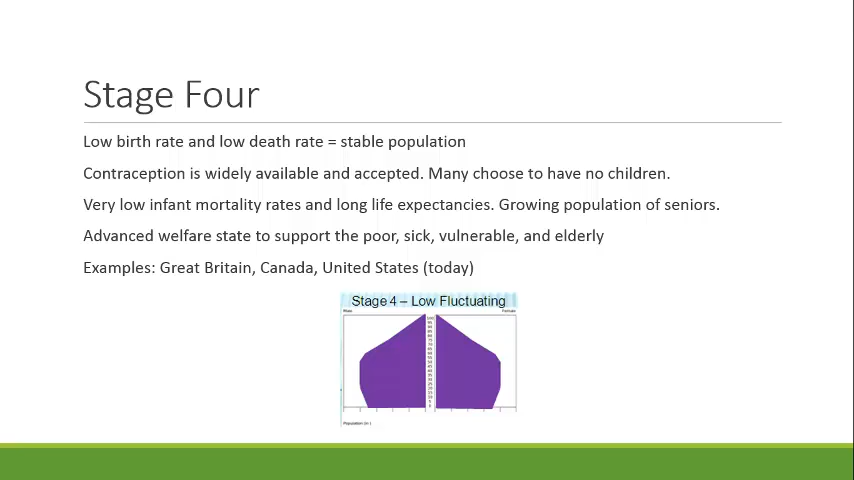 Stage Four
Low birth rate and low death rate = stable population
Contraception is widely available and accepted. Many choose to have no children.
Very low infant mortality rates and long life expectancies. Growing population of seniors.
Advanced welfare state to support the poor, sick, vulnerable, and elderly
Examples: Great Britain, Canada, United States (today)
Stage 4 – Low Fluctuating
Male Female